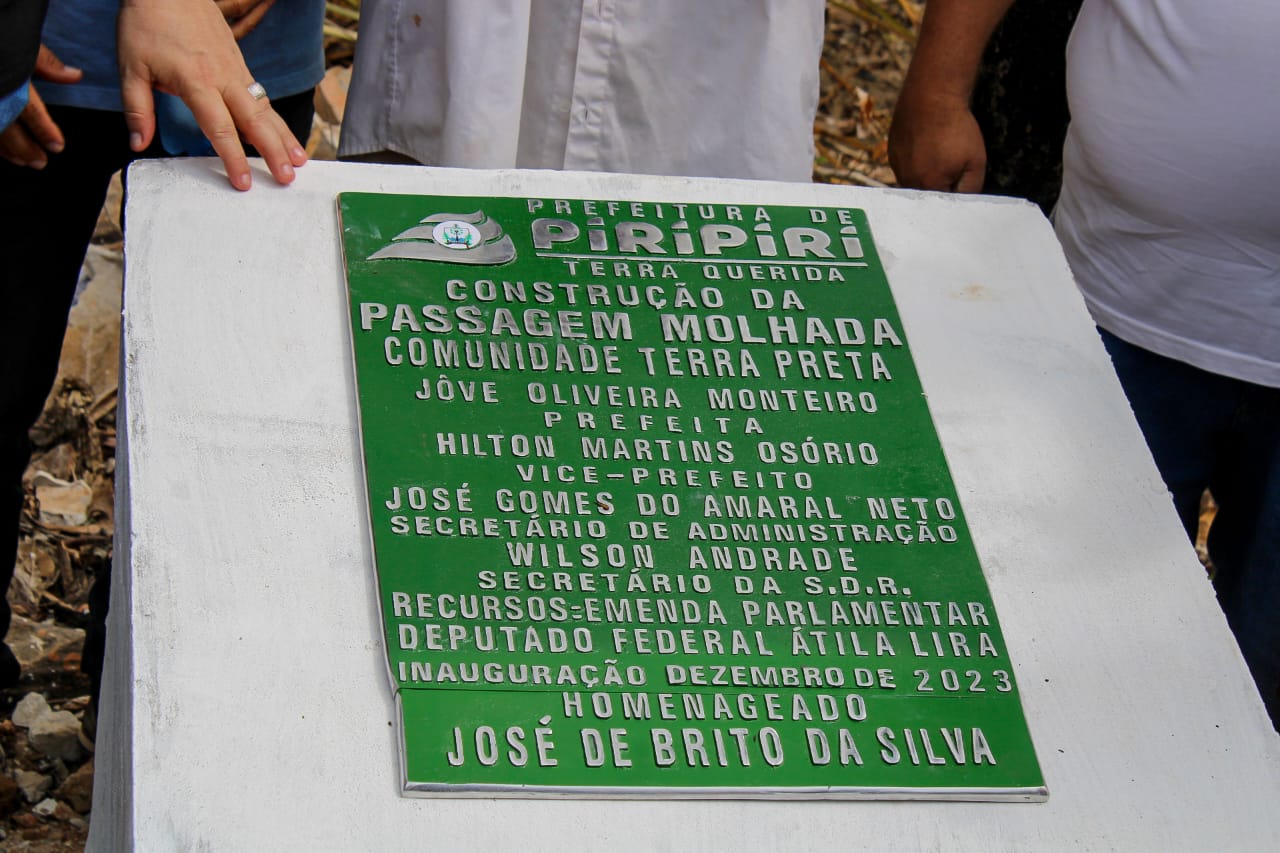 PREFEITURA DE
PiRiPiRi
TERRA QUERIDA
CONSTRUÇÃO DA
PASSAGEM MOLHADA
COMUNIDADE TERRA PRETA
JÔVE OLIVEIRA MONTEIRO
PREFEITA
HILTON MARTINS OSÓRIO
VICE-PREFEITO
JOSÉ GOMES DO AMARAL NETO
SECRETÁRIO DE ADMINISTRAÇÃO
WILSON ANDRADE
SECRETÁRIO DA S.D.R.
RECURSOS=EMENDA PARLAMENTAR
DEPUTADO FEDERAL ÁTILA LIRA
INAUGURAÇÃO DEZEMBRO DE 2023
HOMENAGEADO
JOSÉ DE BRITO DA SILVA